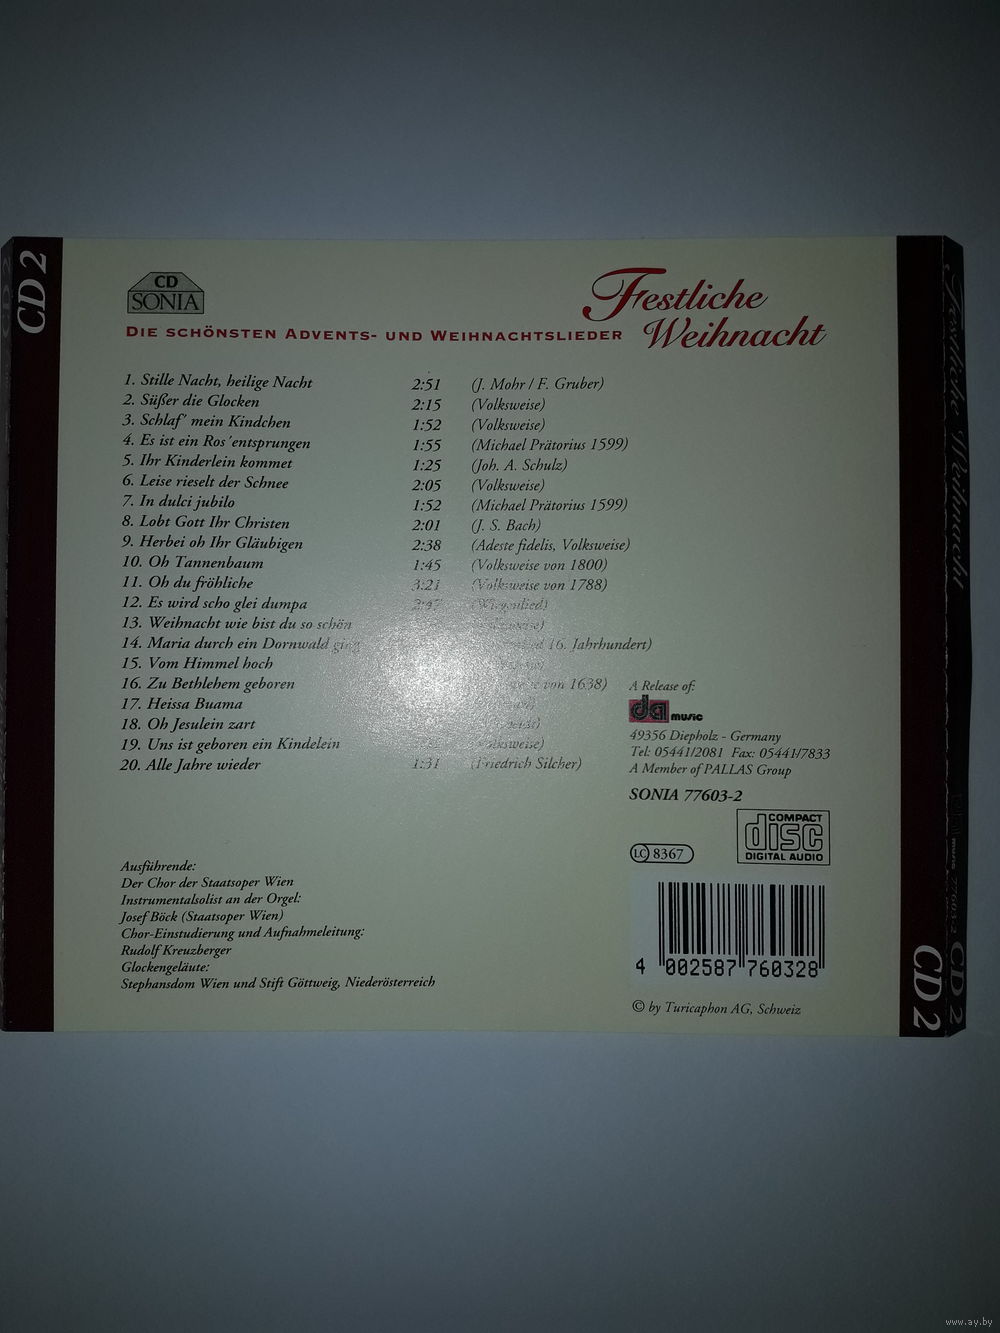 CD 2
CD
SONIA
Festliche
Weihnacht
DIE SCHÖNSTEN ADVENTS- UND WEIHNACHTSLIEDER
1. Stille Nacht, heilige Nacht 2:51 (J. Mohr / F. Gruber)
2. Süßer die Glocken 2:15 (Volksweise)
3. Schlaf' mein Kindchen 1:52 (Volksweise)
4. Es ist ein Ros'entsprungen 1:55 (Michael Prätorius 1599)
5. Ihr Kinderlein kommet 1:25 (Joh. A. Schulz)
6. Leise rieselt der Schnee 2:05 (Volksweise)
7. In dulci jubilo 1:52 (Michael Prätorius 1599)
8. Lobt Gott Ihr Christen 2:01 (J. S. Bach)
9. Herbei oh Ihr Gläubigen 2:38 (Adeste fidelis, Volksweise)
10. Oh Tannenbaum 1:45 (Volksweise von 1800)
11. Oh du fröhliche 3:21 (Volksweise von 1788)
12. Es wird scho glei dumpa (Wiegenlied)
13. Weihnacht wie bist du so schön
14. Maria durch ein Dornwald ging 16. Jahrhundert)
15. Vom Himmel hoch
16. Zu Bethlehem geboren von 1638)
17. Heissa Buama
18. Oh Jesulein zart
19. Uns ist geboren ein Kindelein (Volksweise)
20. Alle Jahre wieder 1:31 (Friedrich Silcher)
A Release of:
da music
49356 Diepholz - Germany
Tel: 05441/2081 Fax: 05441/7833
A Member of PALLAS Group
SONIA 77603-2
COMPACT
disc
DIGITAL AUDIO
LC 8367
Ausführende:
Der Chor der Staatsoper Wien
Instrumentalsolist an der Orgel:
Josef Böck (Staatsoper Wien)
Chor-Einstudierung und Aufnahmeleitung:
Rudolf Kreuzberger
Glockengeläute:
Stephansdom Wien und Stift Göttweig, Niederösterreich
4 002587 760328
© by Turicaphon AG, Schweiz
CD 2
Festliche Weihnacht
music 77603-2 CD 2
www.ay.by